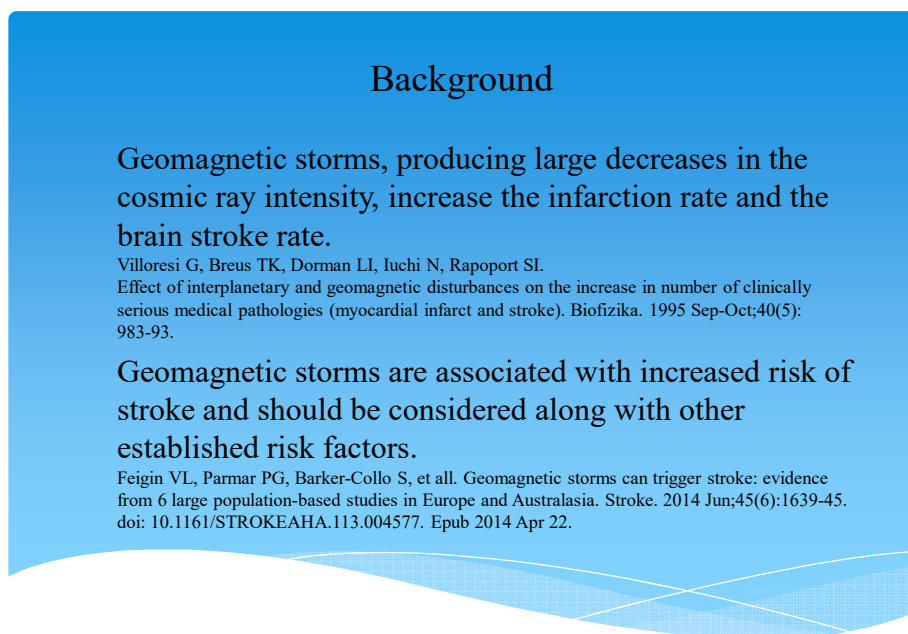 Background
Geomagnetic storms, producing large decreases in the
cosmic ray intensity, increase the infarction rate and the
brain stroke rate.
Villoresi G, Breus TK, Dorman LI, Iuchi N, Rapoport SI.
Effect of interplanetary and geomagnetic disturbances on the increase in number of clinically
serious medical pathologies (myocardial infarct and stroke). Biofizika. 1995 Sep-Oct;40(5):
983-93.
Geomagnetic storms are associated with increased risk of
stroke and should be considered along with other
established risk factors.
Feigin VL, Parmar PG, Barker-Collo S, et all. Geomagnetic storms can trigger stroke: evidence
from 6 large population-based studies in Europe and Australasia. Stroke. 2014 Jun;45(6):1639-45.
doi: 10.1161/STROKEAHA.113.004577. Epub 2014 Apr 22.